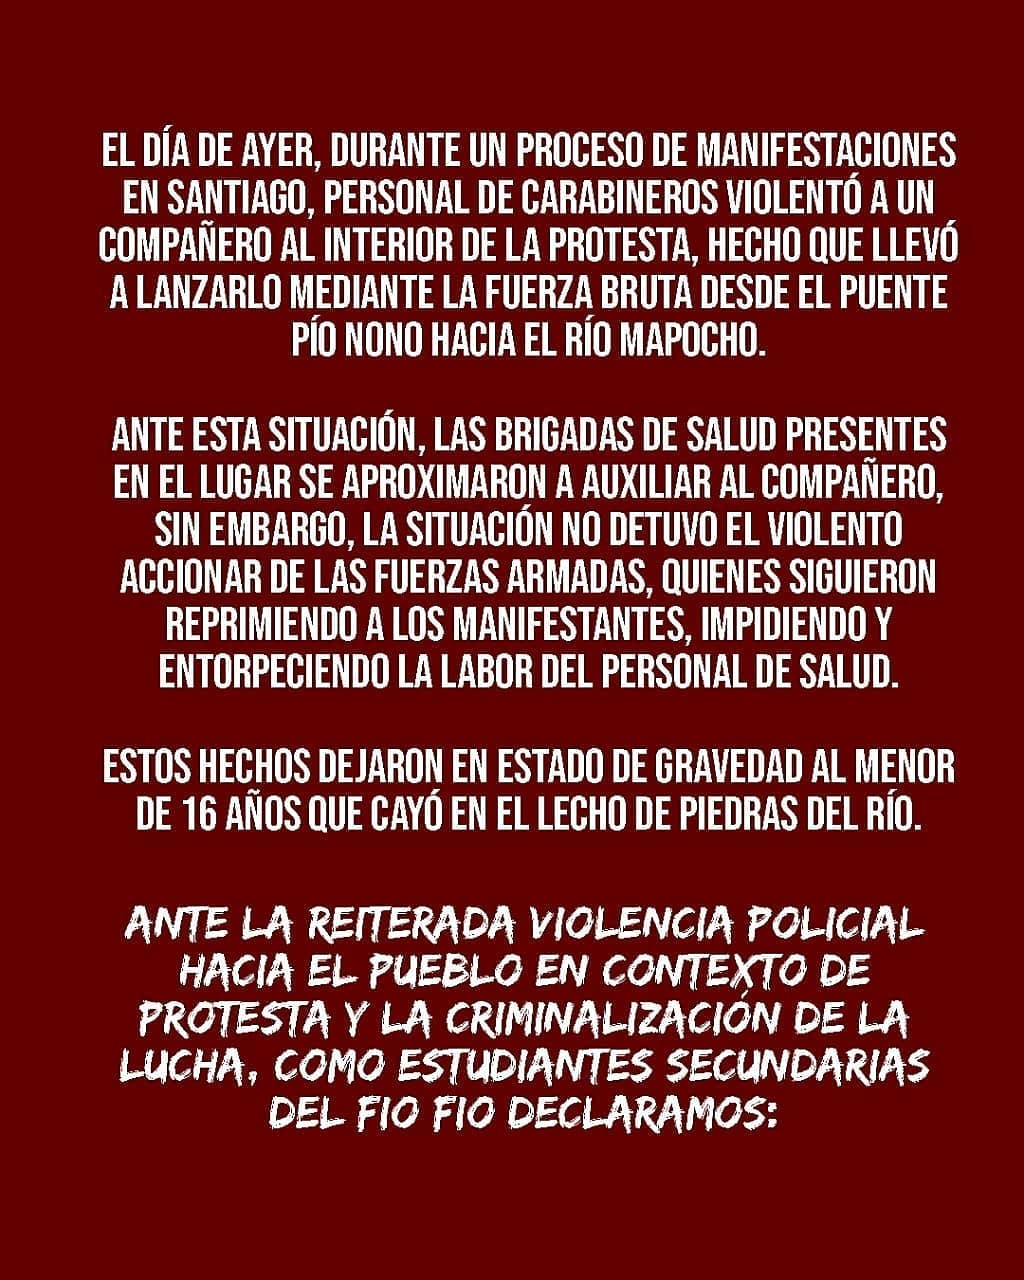 EL DÍA DE AYER, DURANTE UN PROCESO DE MANIFESTACIONES
EN SANTIAGO, PERSONAL DE CARABINEROS VIOLENTÓ A UN
COMPAÑERO AL INTERIOR DE LA PROTESTA, HECHO QUE LLEVÓ
A LANZARLO MEDIANTE LA FUERZA BRUTA DESDE EL PUENTE
PÍO NONO HACIA EL RÍO MAPOCHO.
ANTE ESTA SITUACIÓN, LAS BRIGADAS DE SALUD PRESENTES
EN EL LUGAR SE APROXIMARON A AUXILIAR AL COMPAÑERO,
SIN EMBARGO, LA SITUACIÓN NO DETUVO EL VIOLENTO
ACCIONAR DE LAS FUERZAS ARMADAS, QUIENES SIGUIERON
REPRIMIENDO A LOS MANIFESTANTES, IMPIDIENDO Y
ENTORPECIENDO LA LABOR DEL PERSONAL DE SALUD.
ESTOS HECHOS DEJARON EN ESTADO DE GRAVEDAD AL MENOR
DE 16 AÑOS QUE CAYÓ EN EL LECHO DE PIEDRAS DEL RÍO.
ANTE LA REITERADA VIOLENCIA POLICIAL
HACIA EL PUEBLO EN CONTEXTO DE
PROTESTA Y LA CRIMINALIZACIÓN DE LA
LUCHA, COMO ESTUDIANTES SECUNDARIAS
DEL FIO FIO DECLARAMOS: